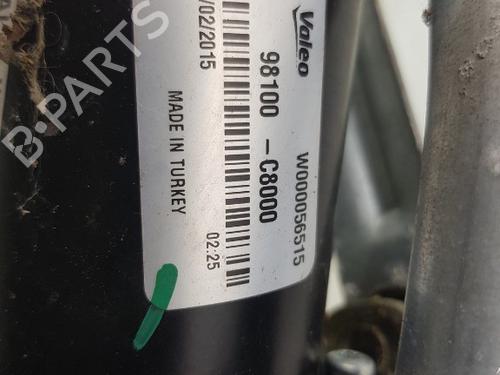 Valeo
W000056515
98100 -C8000
/02/2015
MADE IN TURKEY
02:25
B-PARTS